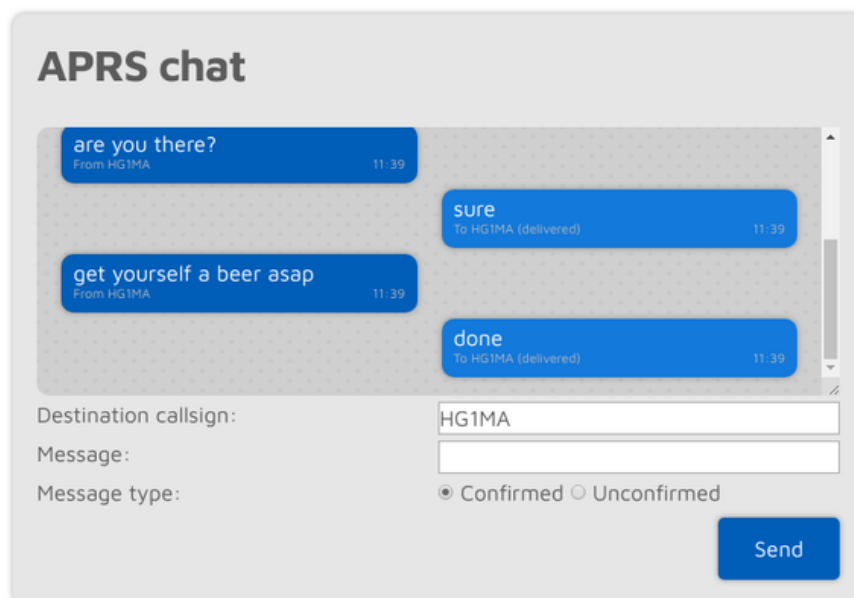 APRS chat
are you there?
From HG1MA 11:39
sure
To HG1MA (delivered) 11:39
get yourself a beer asap
From HG1MA 11:39
done
To HG1MA (delivered) 11:39
Destination callsign: HG1MA
Message:
Message type: Confirmed Unconfirmed
Send